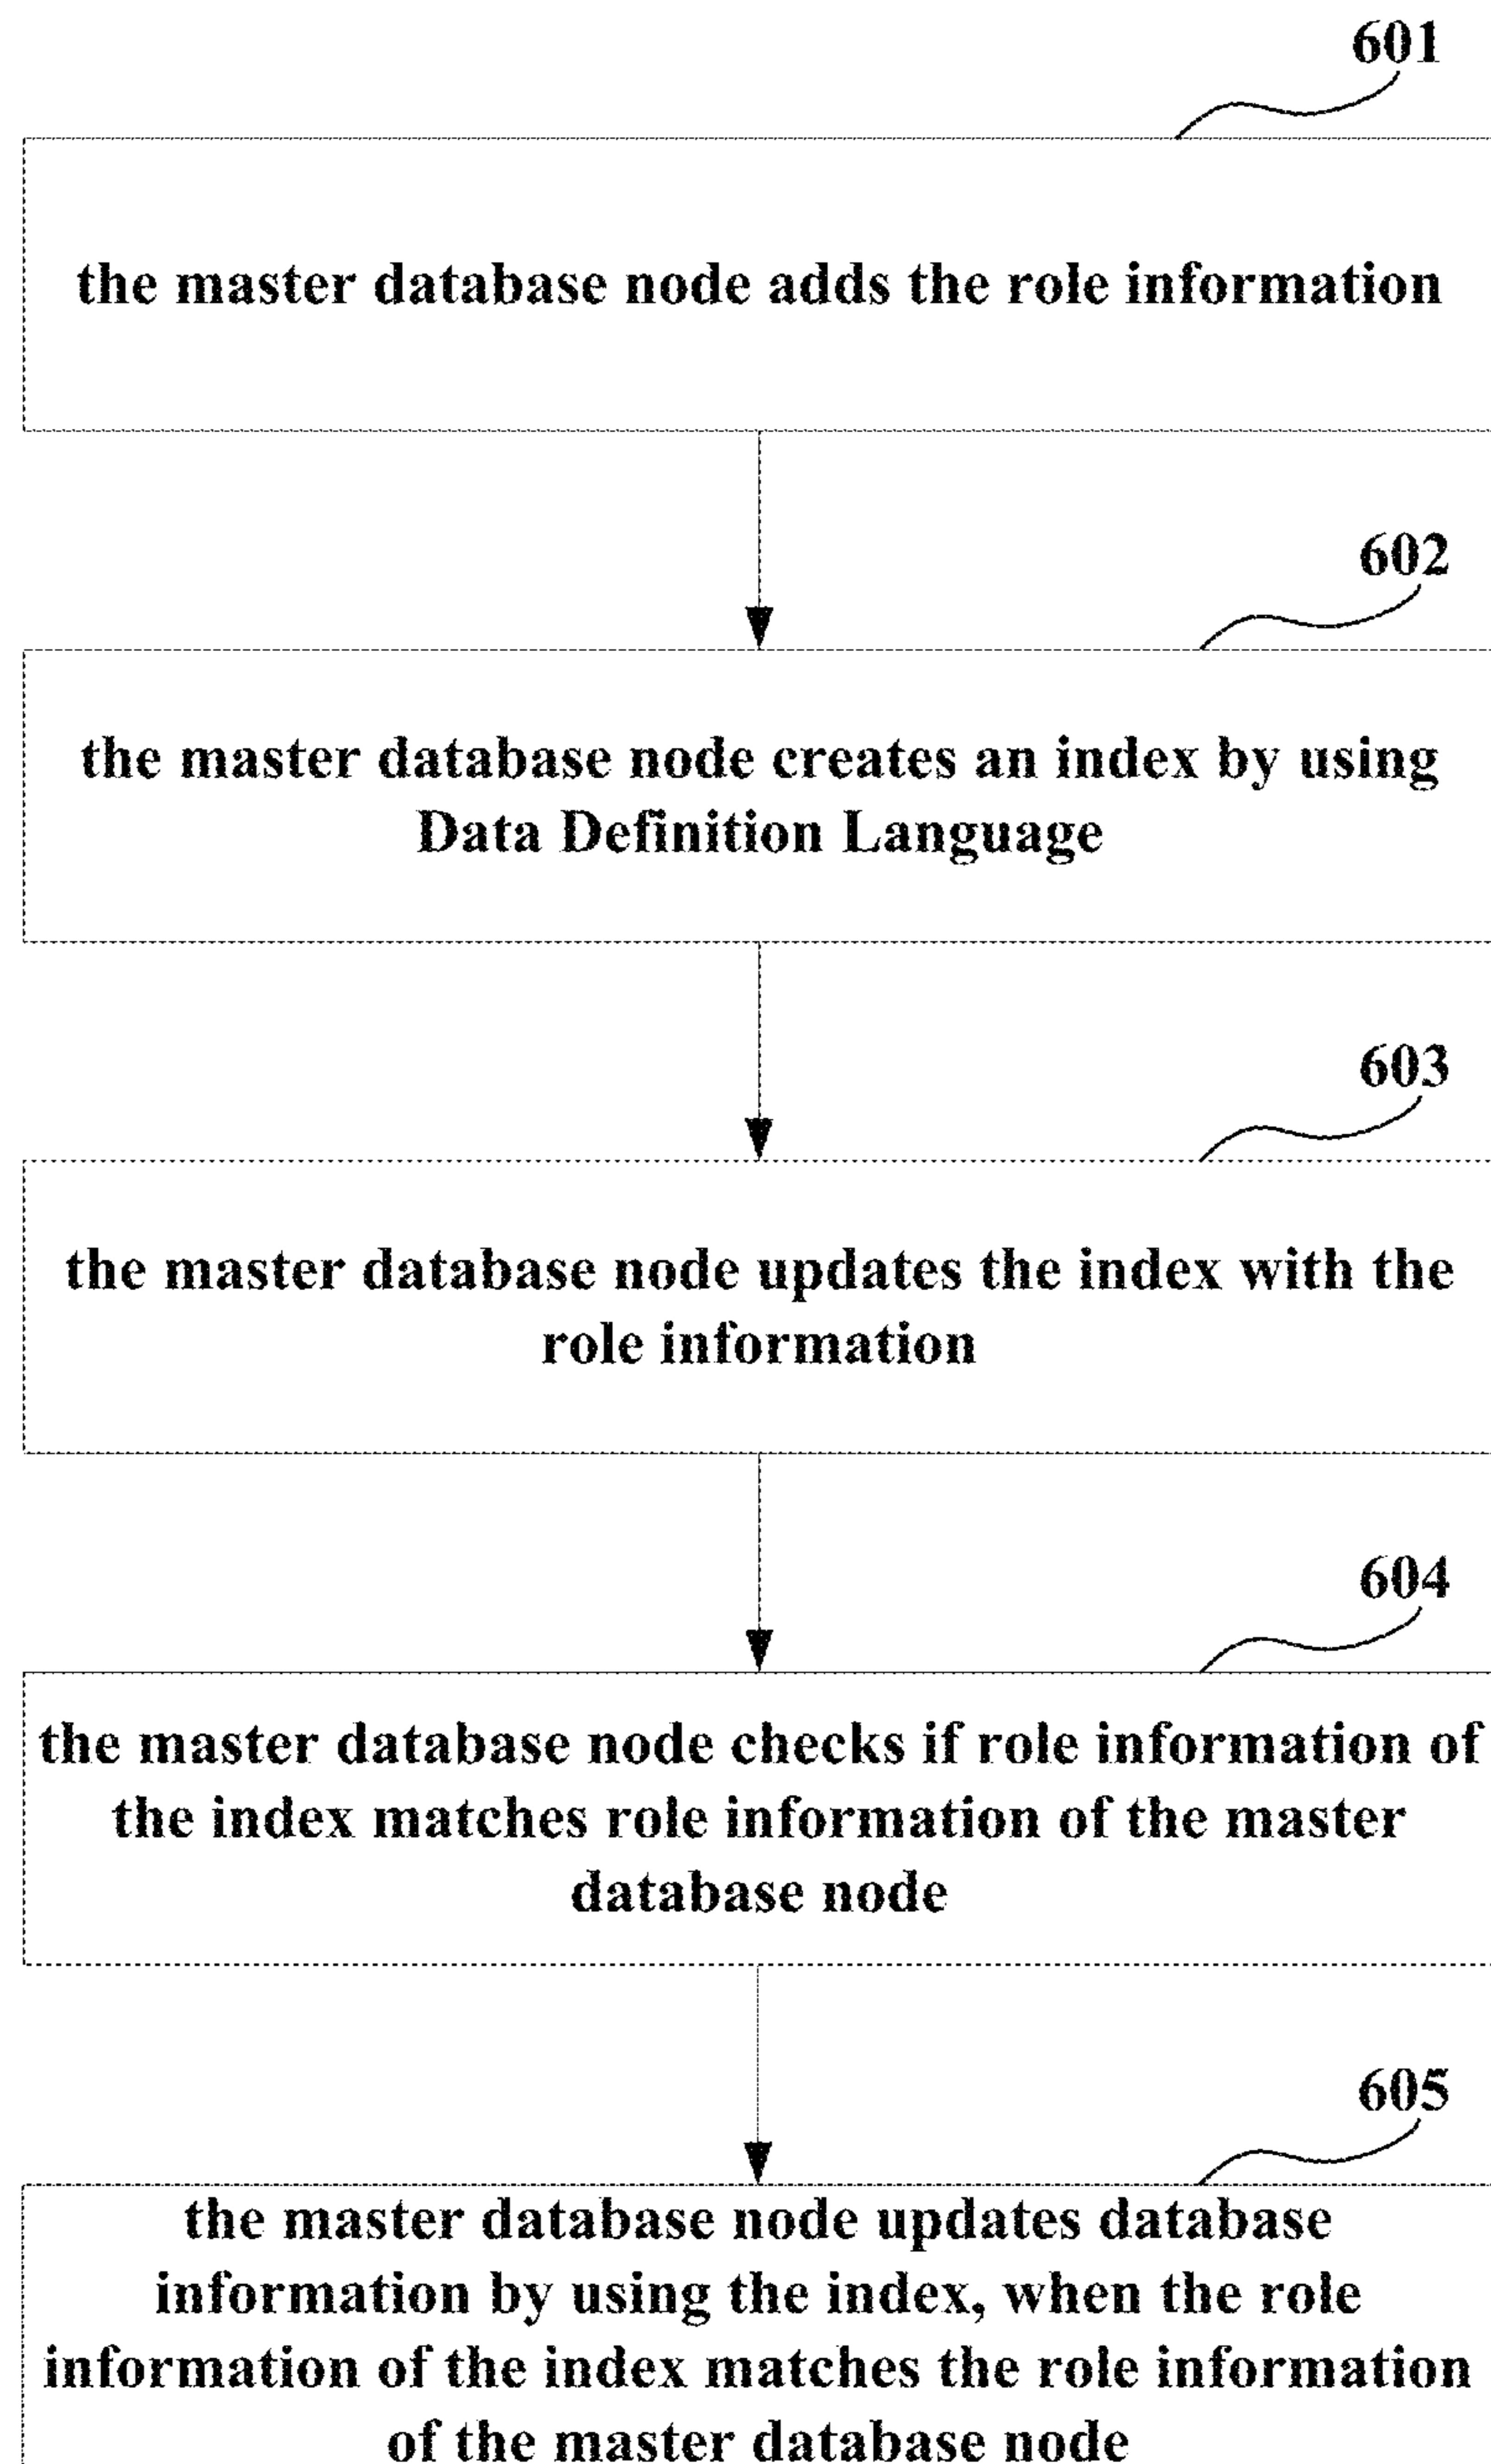 601
the master database node adds the role information
602
the master database node creates an index by using
Data Definition Language
603
the master database node updates the index with the
role information
604
the master database node checks if role information of
the index matches role information of the master
database node
605
the master database node updates database
information by using the index, when the role
information of the index matches the role information
of the master database node